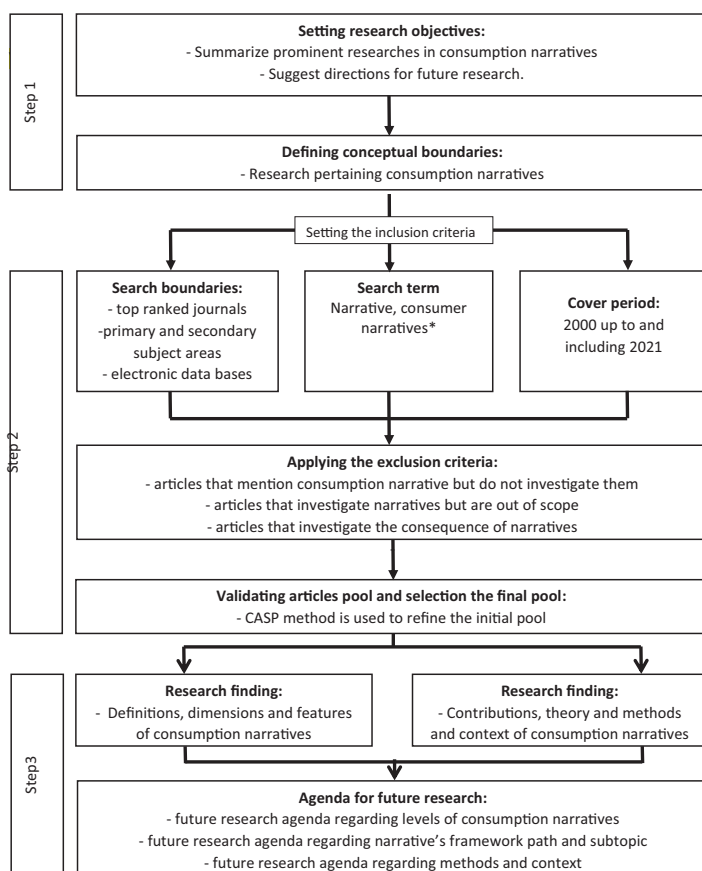 Step 1
Setting research objectives:
- Summarize prominent researches in consumption narratives
- Suggest directions for future research.
Defining conceptual boundaries:
- Research pertaining consumption narratives
Setting the inclusion criteria
Step 2
Search boundaries:
- top ranked journals
-primary and secondary
subject areas
- electronic data bases
Search term
Narrative, consumer
narratives*
Cover period:
2000 up to and
including 2021
Applying the exclusion criteria:
- articles that mention consumption narrative but do not investigate them
- articles that investigate narratives but are out of scope
- articles that investigate the consequence of narratives
Validating articles pool and selection the final pool:
- CASP method is used to refine the initial pool
Step3
Research finding:
- Definitions, dimensions and features
of consumption narratives
Research finding:
- Contributions, theory and methods
and context of consumption narratives
Agenda for future research:
- future research agenda regarding levels of consumption narratives
- future research agenda regarding narrative's framework path and subtopic
- future research agenda regarding methods and context